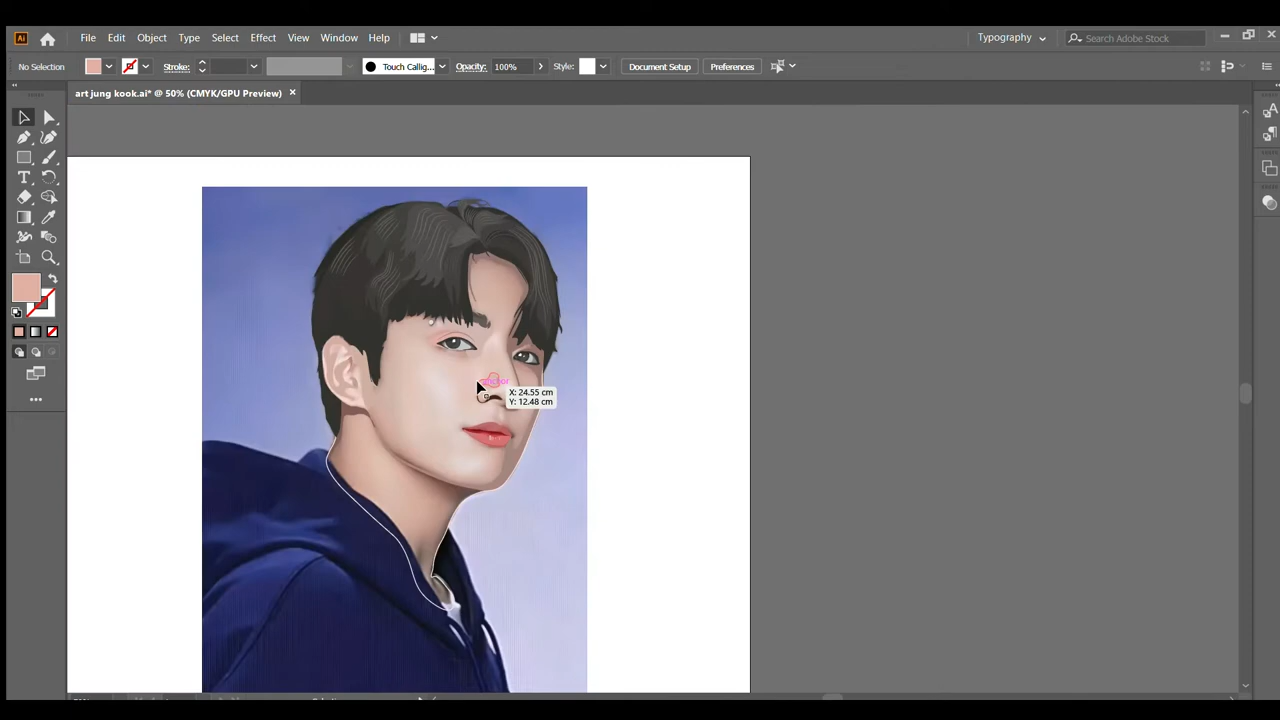 Ai File Edit Object Type Select Effect View Window Help Typography Search Adobe Stock
No Selection Stroke: Touch Callig... Opacity: 100% Style: Document Setup Preferences
art jung kook.ai* @ 50% (CMYK/GPU Preview) ×
anchor
X: 24.55 cm
Y: 12.48 cm